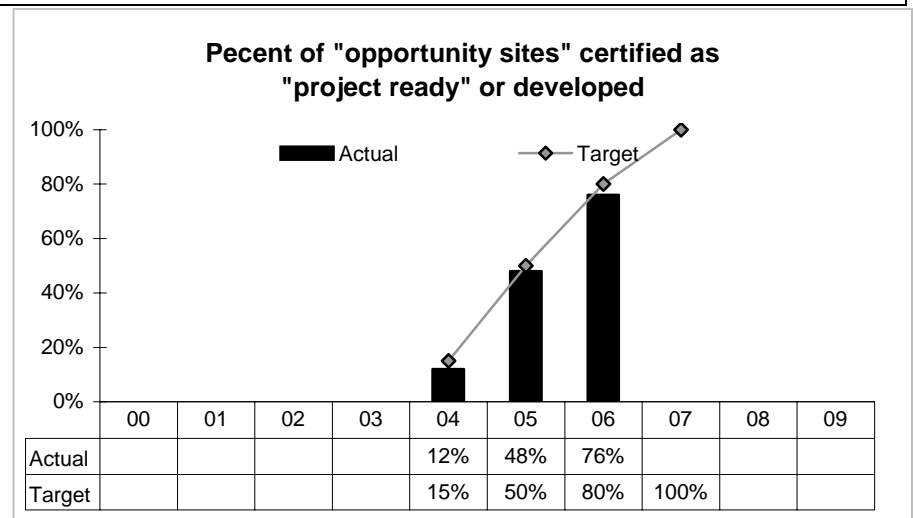 Pecent of "opportunity sites" certified as
"project ready" or developed
Actual Target
100%
80%
60%
40%
20%
0%
00 01 02 03 04 05 06 07 08 09
Actual 12% 48% 76%
Target 15% 50% 80% 100%